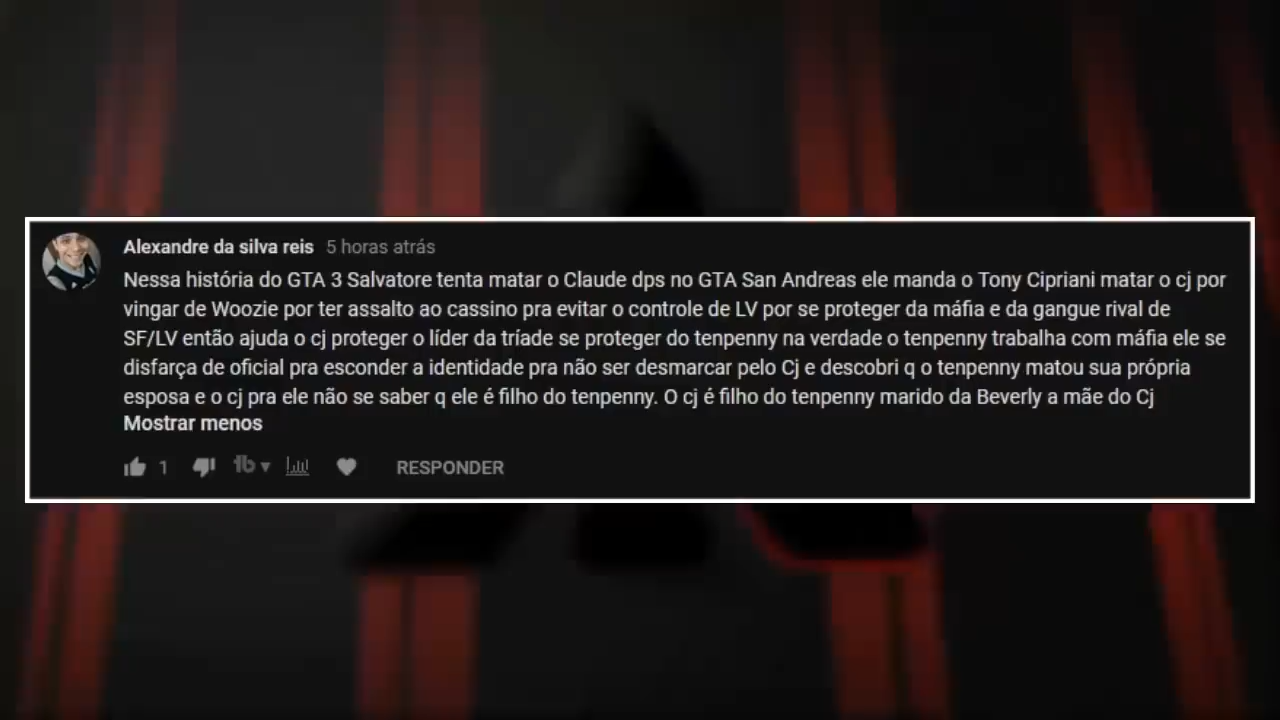 Alexandre da silva reis 5 horas atrás
Nessa história do GTA 3 Salvatore tenta matar o Claude dps no GTA San Andreas ele manda o Tony Cipriani matar o cj por
vingar de Woozie por ter assalto ao cassino pra evitar o controle de LV por se proteger da máfia e da gangue rival de
SF/LV então ajuda o cj proteger o líder da tríade se proteger do tenpenny na verdade o tenpenny trabalha com máfia ele se
disfarça de oficial pra esconder a identidade pra não ser desmarcar pelo Cj e descobri q o tenpenny matou sua própria
esposa e o cj pra ele não se saber q ele é filho do tenpenny. O cj é filho do tenpenny marido da Beverly a mãe do Cj
Mostrar menos
1 RESPONDER